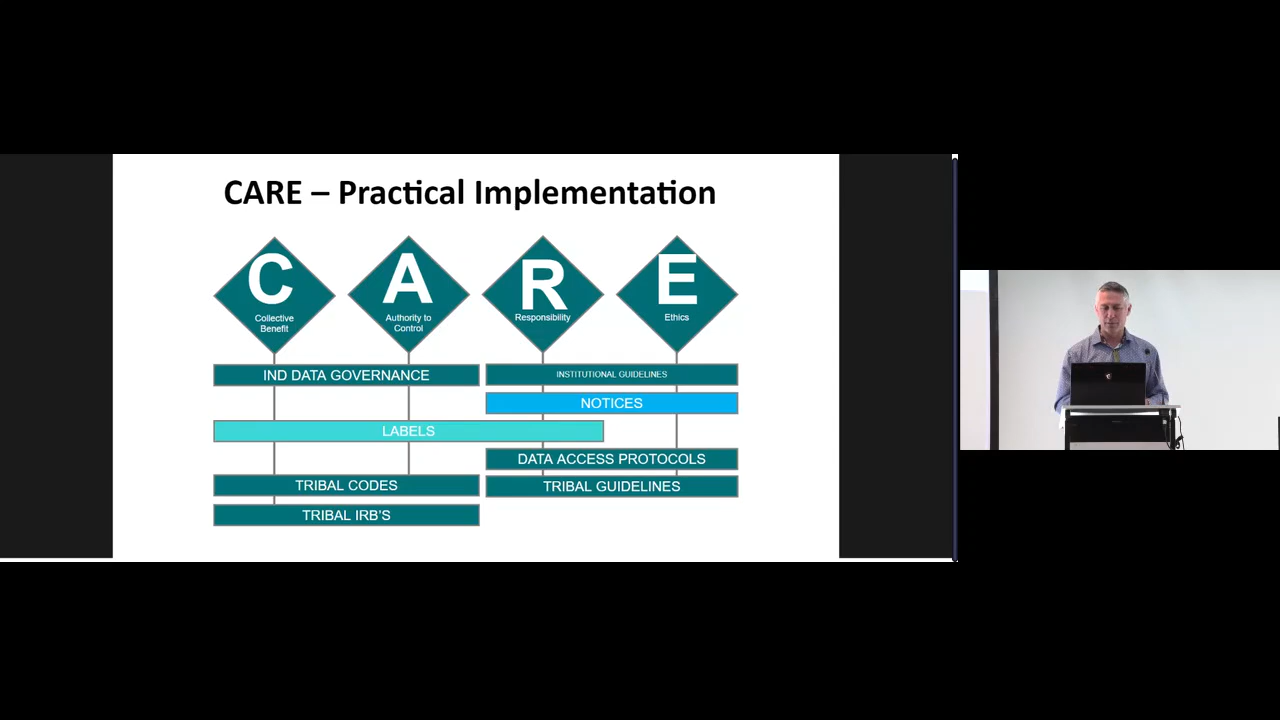 CARE – Practical Implementation
C
Collective
Benefit
A
Authority to
Control
R
Responsibility
E
Ethics
IND DATA GOVERNANCE
INSTITUTIONAL GUIDELINES
NOTICES
LABELS
DATA ACCESS PROTOCOLS
TRIBAL CODES
TRIBAL GUIDELINES
TRIBAL IRB'S